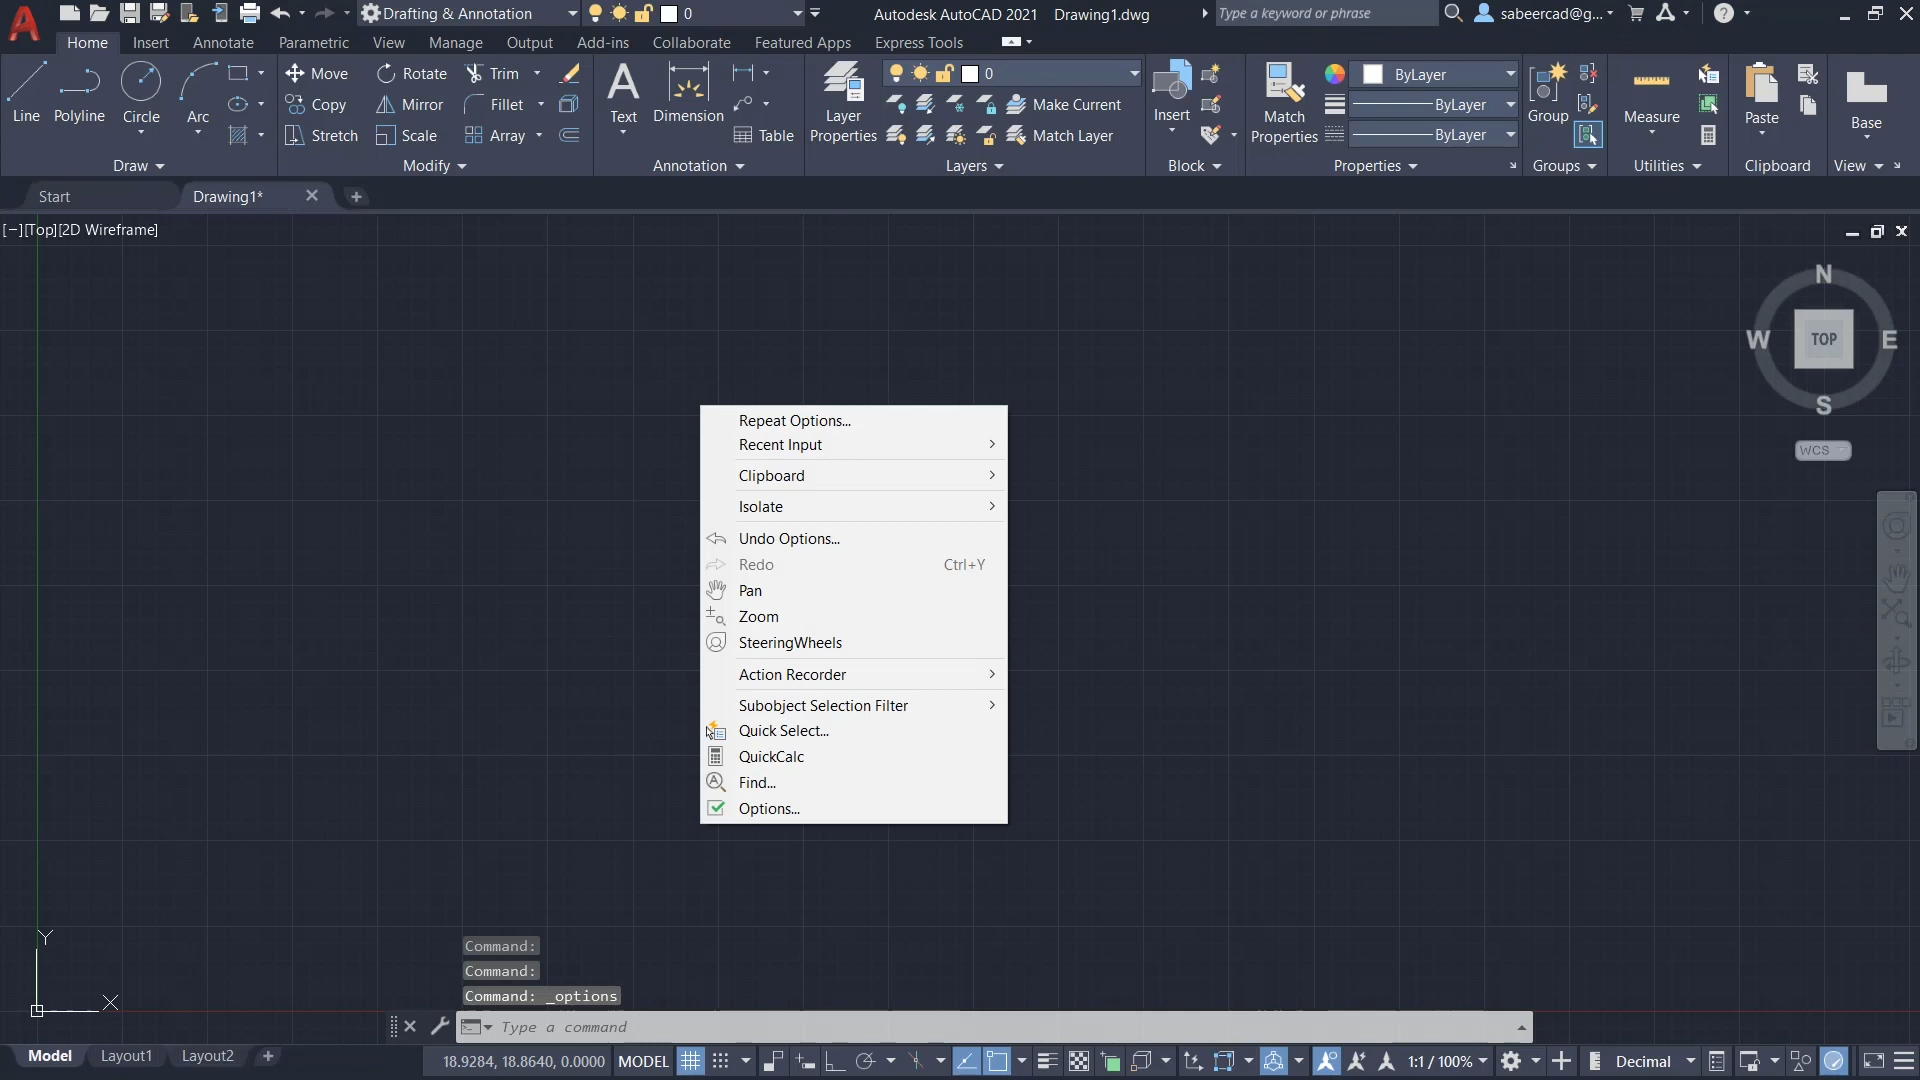 Drafting & Annotation
0
Autodesk AutoCAD 2021 Drawing1.dwg
Type a keyword or phrase
sabeercad@g...
Home Insert Annotate Parametric View Manage Output Add-ins Collaborate Featured Apps Express Tools
Line
Polyline
Circle
Arc
Move
Rotate
Trim
Copy
Mirror
Fillet
Stretch
Scale
Array
Text
Dimension
Table
Layer
Properties
0
Make Current
Match Layer
Insert
Match
Properties
ByLayer
ByLayer
ByLayer
Group
Measure
Paste
Base
Draw
Modify
Annotation
Layers
Block
Properties
Groups
Utilities
Clipboard
View
Start
Drawing1*
[−][Top][2D Wireframe]
N
W
TOP
E
S
WCS
Repeat Options...
Recent Input
Clipboard
Isolate
Undo Options...
Redo Ctrl+Y
Pan
Zoom
SteeringWheels
Action Recorder
Subobject Selection Filter
Quick Select...
QuickCalc
Find...
Options...
Y
X
Command:
Command:
Command: _options
Type a command
Model Layout1 Layout2
18.9284, 18.8640, 0.0000 MODEL
1:1 / 100%
Decimal